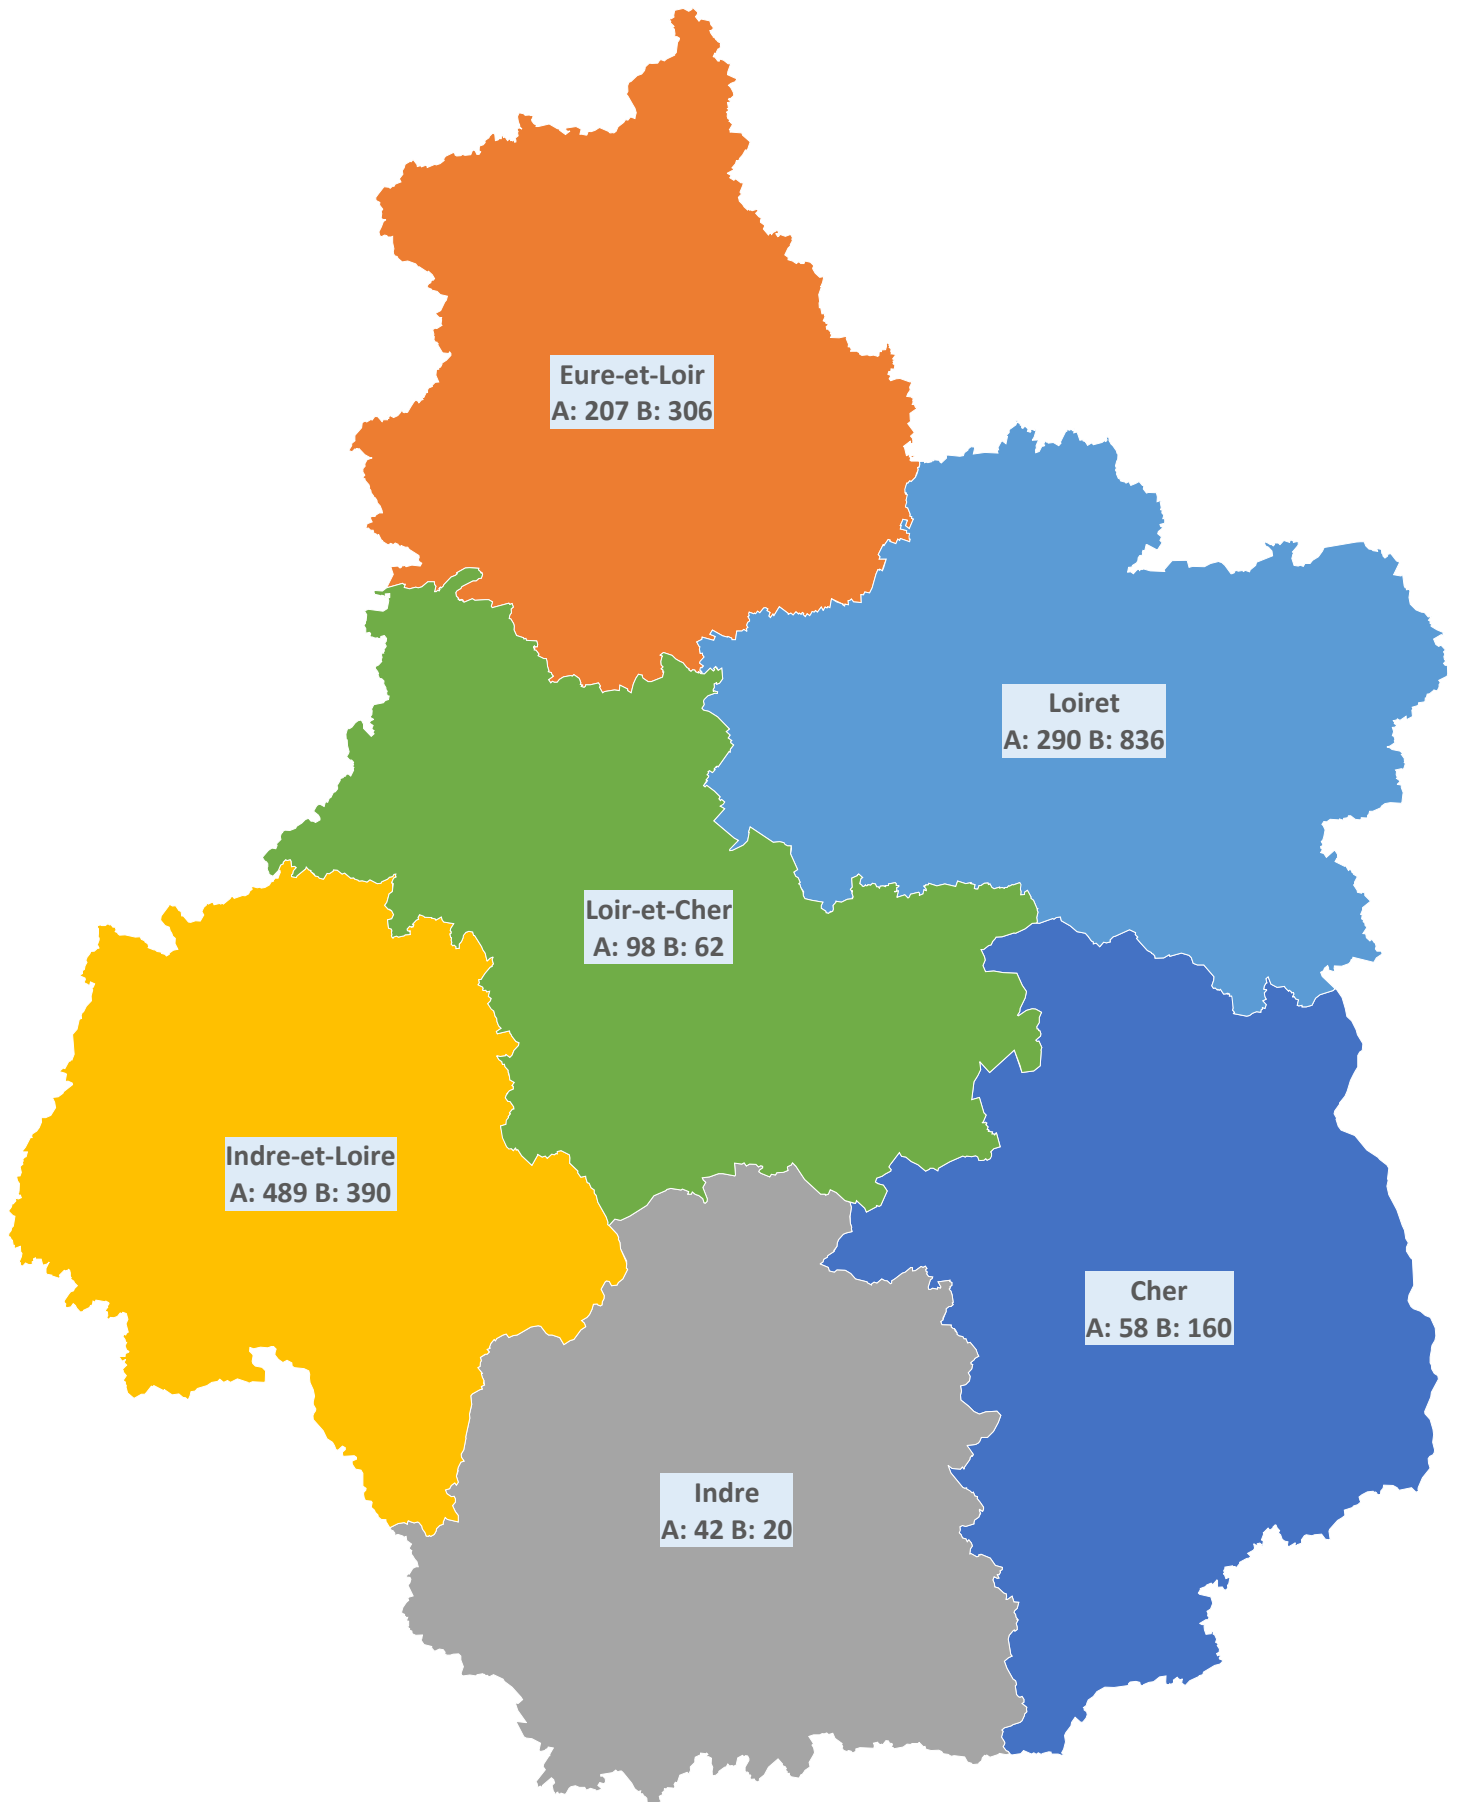 Eure-et-Loir
A: 207 B: 306
Loiret
A: 290 B: 836
Loir-et-Cher
A: 98 B: 62
Indre-et-Loire
A: 489 B: 390
Cher
A: 58 B: 160
Indre
A: 42 B: 20